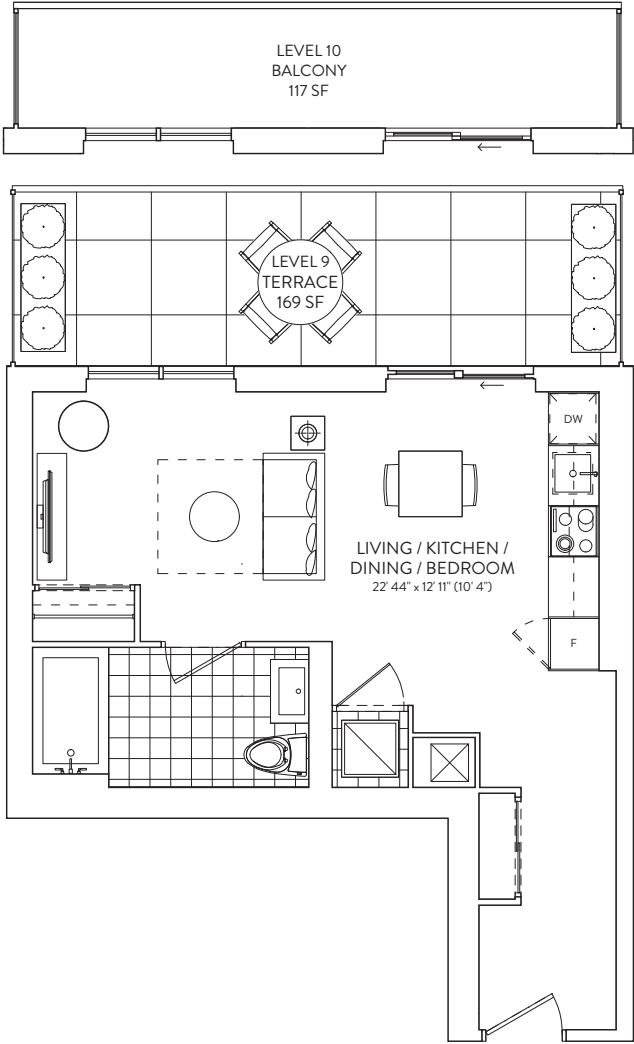 LEVEL 10
BALCONY
117 SF
LEVEL 9
TERRACE
169 SF
DW
LIVING / KITCHEN /
DINING / BEDROOM
22' 44" x 12' 11" (10' 4")
F